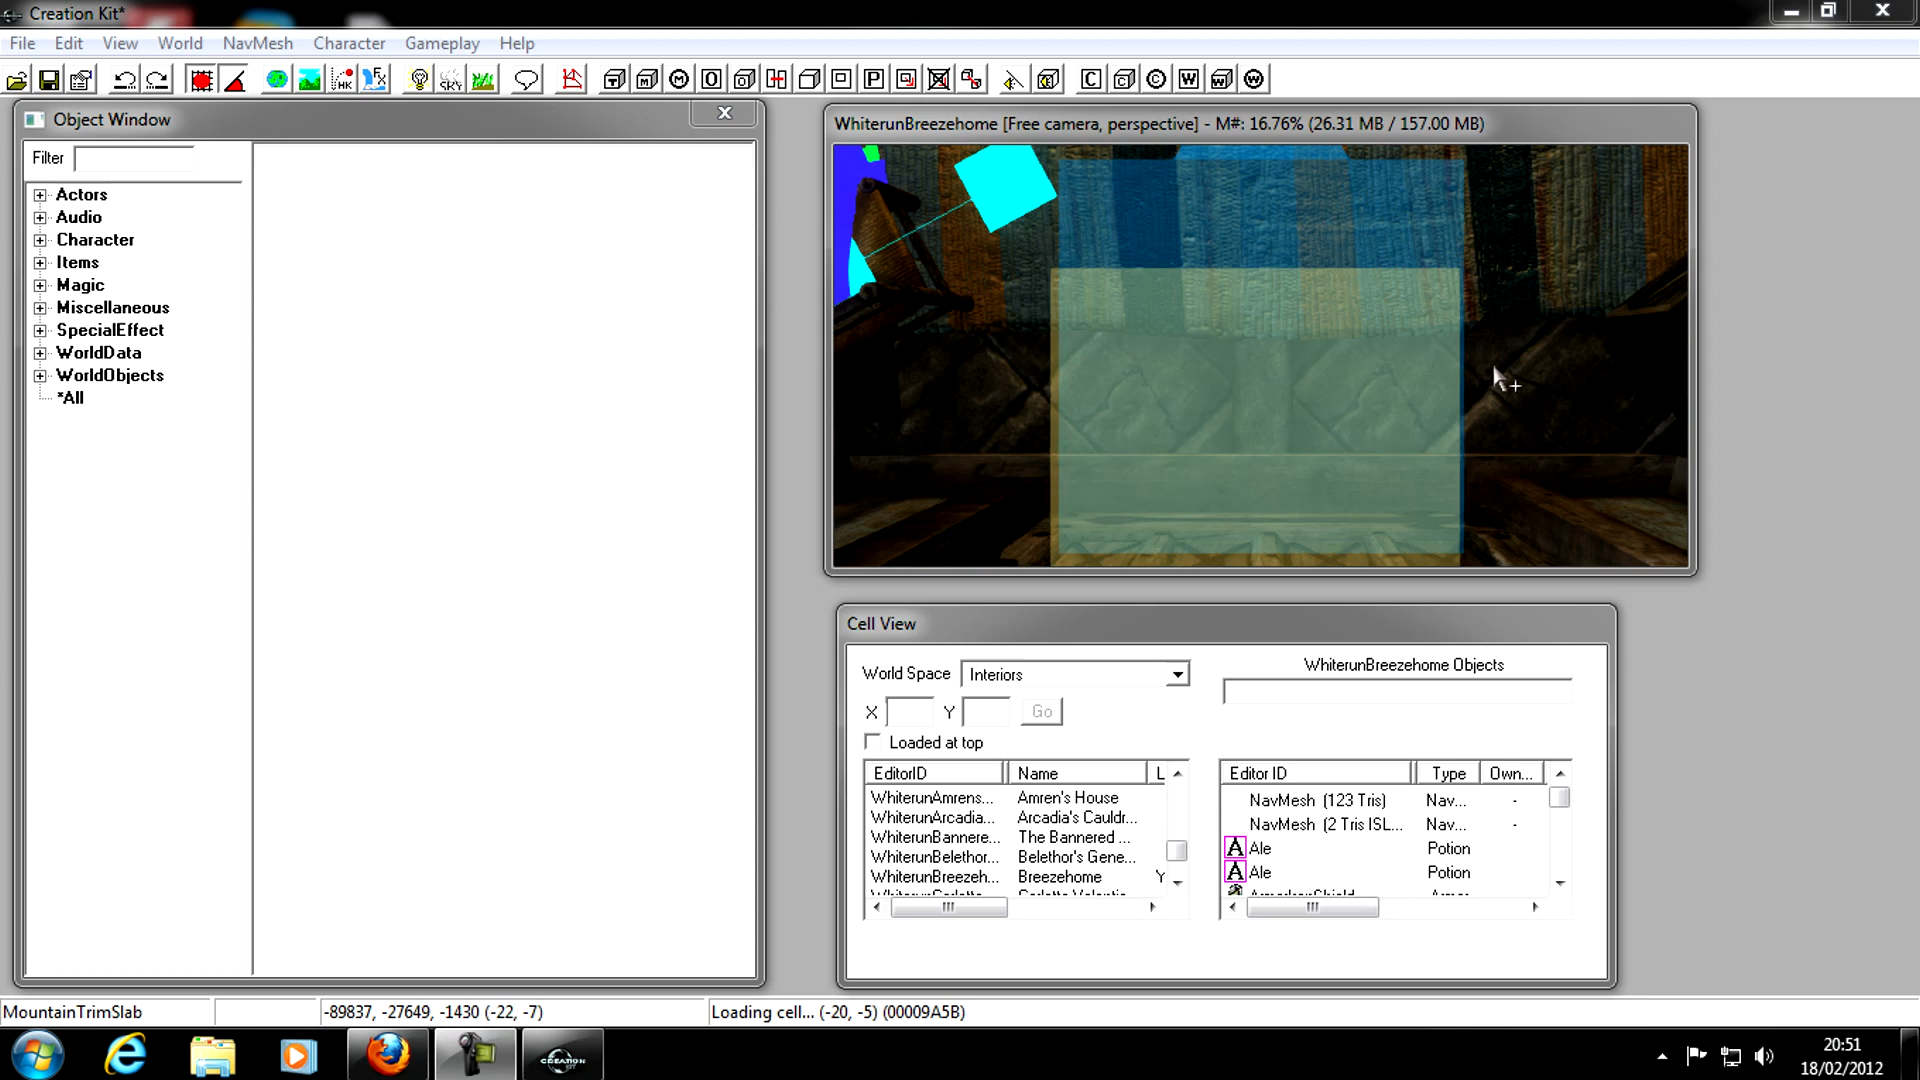 Creation Kit*
File Edit View World NavMesh Character Gameplay Help
Object Window
X
Filter
Actors
Audio
Character
Items
Magic
Miscellaneous
SpecialEffect
WorldData
WorldObjects
*All
WhiterunBreezehome [Free camera, perspective] - M#: 16.76% (26.31 MB / 157.00 MB)
Cell View
World Space Interiors
WhiterunBreezehome Objects
X Y Go
Loaded at top
EditorID Name L
WhiterunAmrens... Amren's House
WhiterunArcadia... Arcadia's Cauldr...
WhiterunBannere... The Bannered ...
WhiterunBelethor... Belethor's Gene...
WhiterunBreezeh... Breezehome Y
Editor ID Type Own...
NavMesh (123 Tris) Nav... -
NavMesh (2 Tris ISL... Nav... -
A Ale Potion
A Ale Potion
MountainTrimSlab
-89837, -27649, -1430 (-22, -7)
Loading cell... (-20, -5) (00009A5B)
20:51
18/02/2012